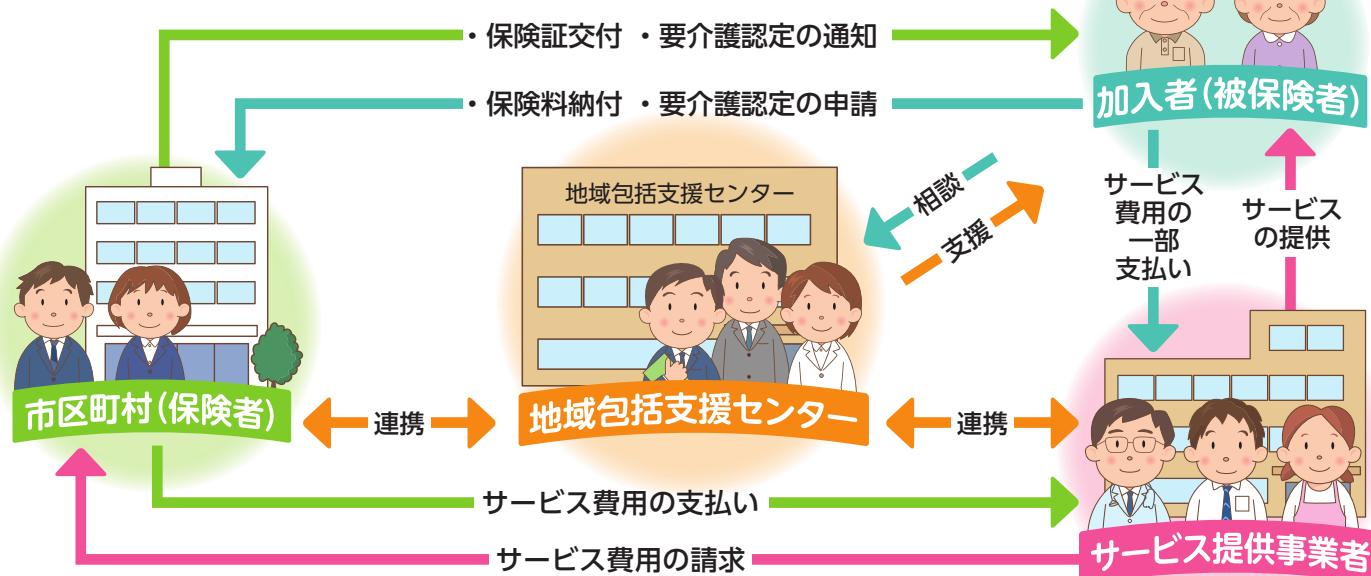 ・保険証交付 ・要介護認定の通知
・保険料納付 ・要介護認定の申請
加入者(被保険者)
地域包括支援センター
相談
支援
サービス
費用の
一部
支払い
サービス
の提供
市区町村(保険者)
連携
地域包括支援センター
連携
サービス費用の支払い
サービス費用の請求
サービス提供事業者